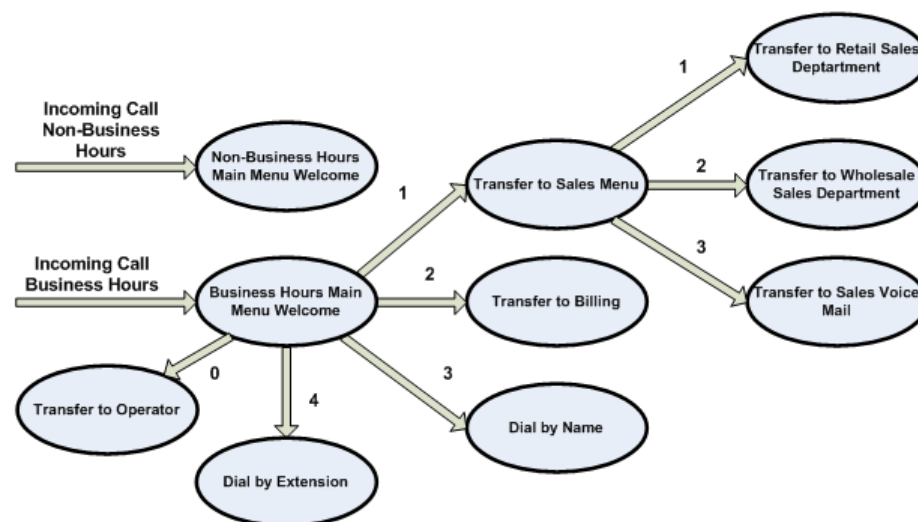 Incoming Call
Non-Business
Hours
Non-Business Hours
Main Menu Welcome
Incoming Call
Business Hours
Business Hours Main
Menu Welcome
1
Transfer to Sales Menu
1
Transfer to Retail Sales
Deptartment
2
Transfer to Wholesale
Sales Department
3
Transfer to Sales Voice
Mail
2
Transfer to Billing
3
Dial by Name
4
Dial by Extension
0
Transfer to Operator